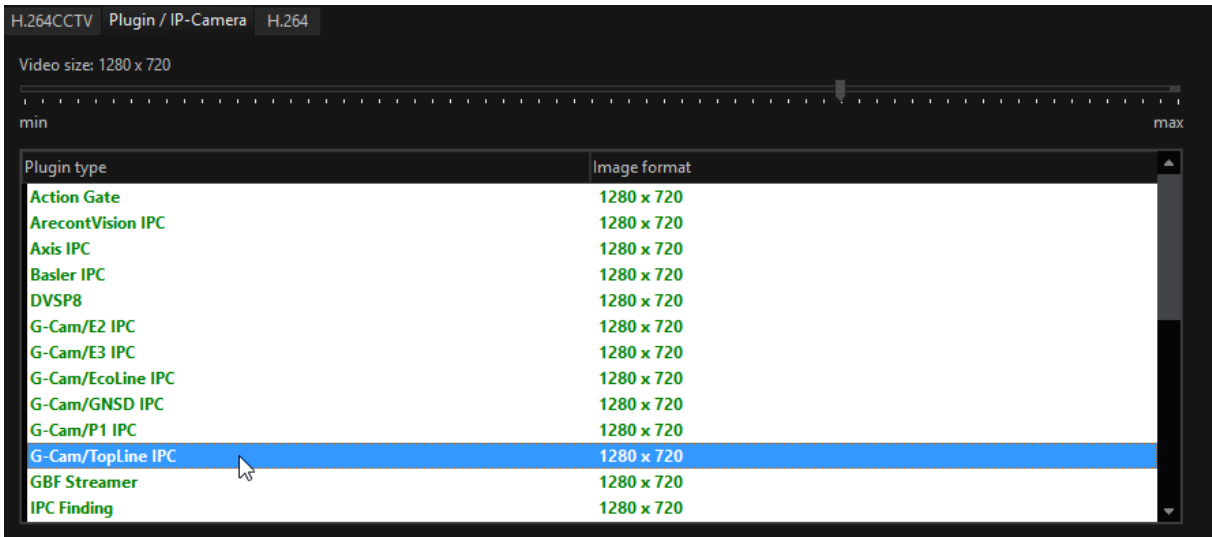 H.264CCTV Plugin / IP-Camera H.264
Video size: 1280 x 720
min max
Plugin type Image format
Action Gate 1280 x 720
ArecontVision IPC 1280 x 720
Axis IPC 1280 x 720
Basler IPC 1280 x 720
DVSP8 1280 x 720
G-Cam/E2 IPC 1280 x 720
G-Cam/E3 IPC 1280 x 720
G-Cam/EcoLine IPC 1280 x 720
G-Cam/GNSD IPC 1280 x 720
G-Cam/P1 IPC 1280 x 720
G-Cam/TopLine IPC 1280 x 720
GBF Streamer 1280 x 720
IPC Finding 1280 x 720